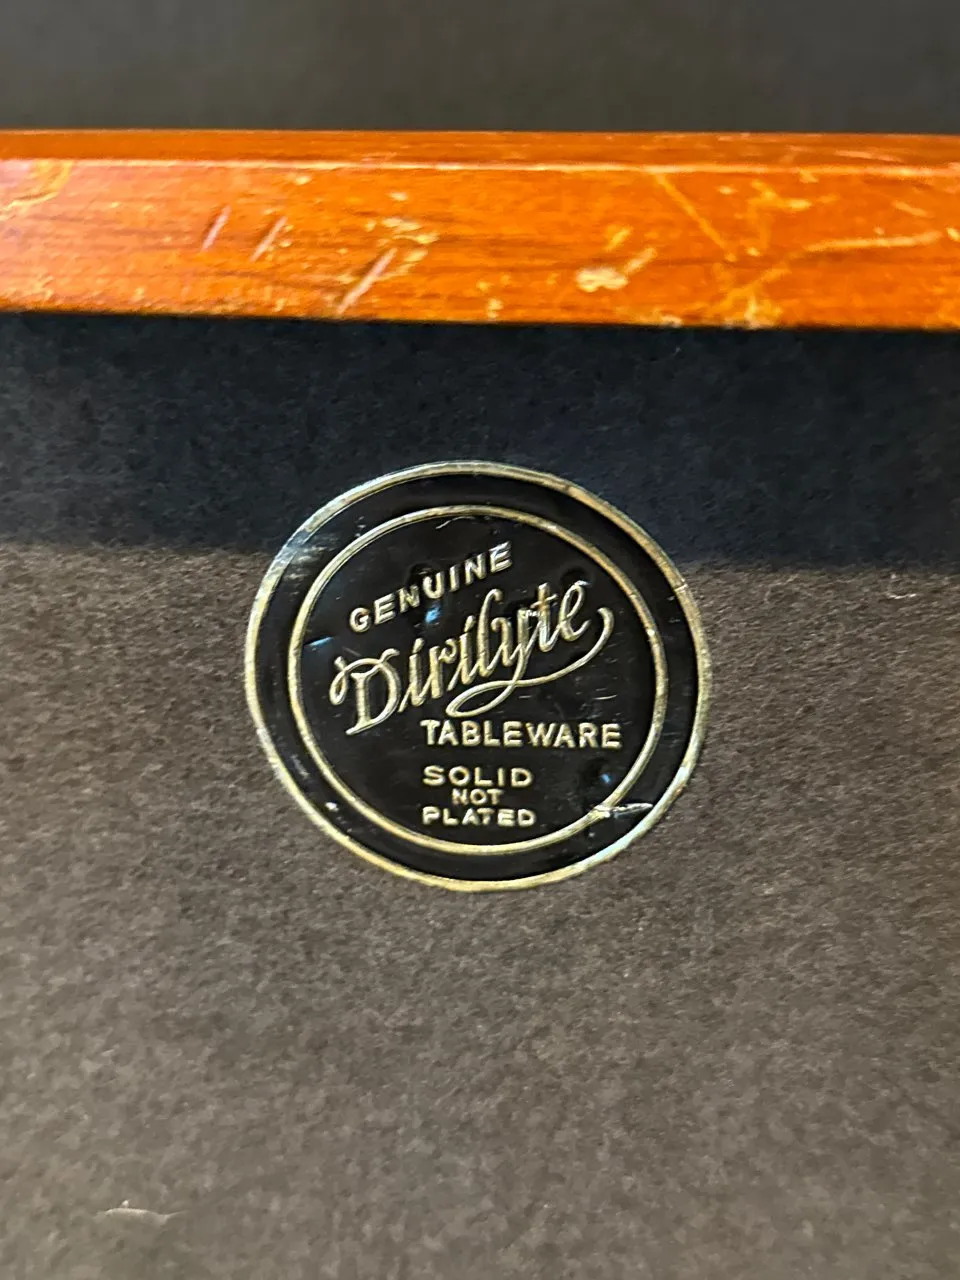 GENUINE
Dirilyte
TABLEWARE
SOLID
NOT
PLATED